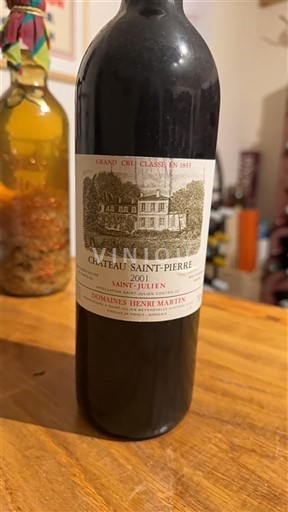 GRAND CRU CLASSÉ EN 1855
VINIOU
CHATEAU SAINT-PIERRE
2001
SAINT-JULIEN
APPELLATION SAINT-JULIEN CONTRÔLÉE
DOMAINES HENRI MARTIN